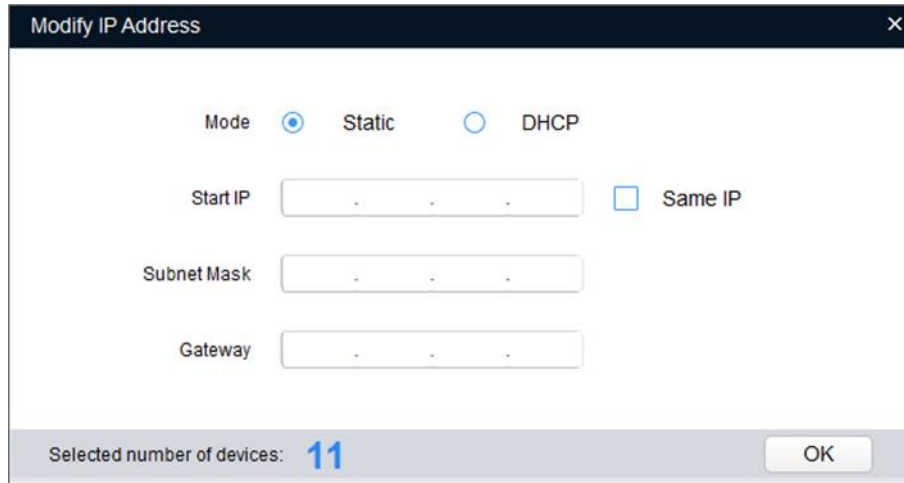 Modify IP Address ×
Mode Static DHCP
Start IP . . . Same IP
Subnet Mask . . .
Gateway . . .
Selected number of devices: 11 OK